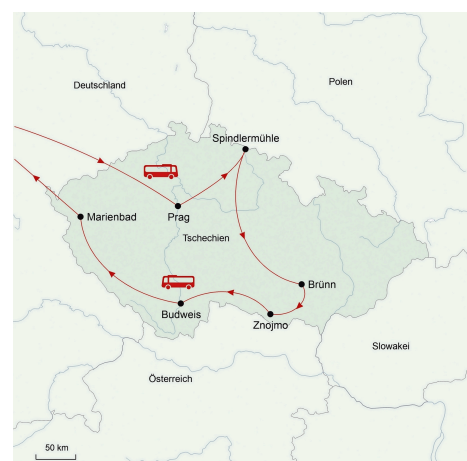 Deutschland
Polen
Spindlermühle
Marienbad
Prag
Tschechien
Brünn
Budweis
Znojmo
Slowakei
Österreich
50 km